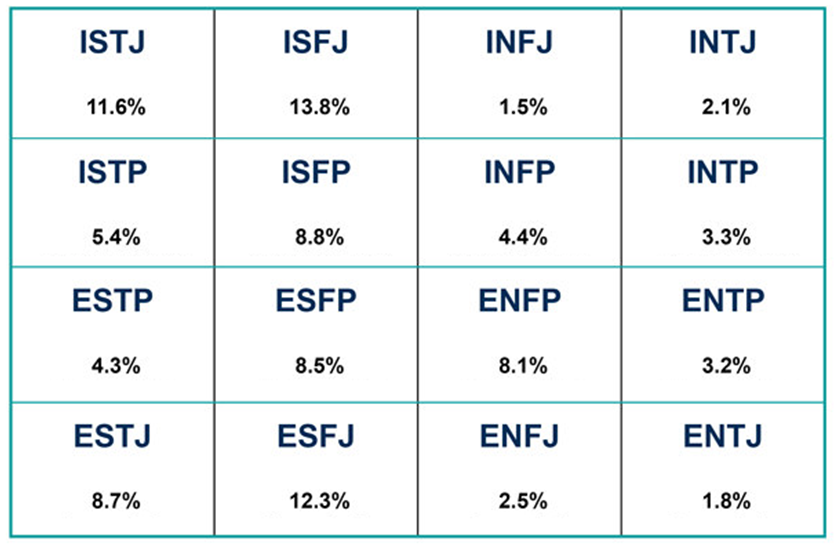 ISTJ ISFJ INFJ INTJ
11.6% 13.8% 1.5% 2.1%
ISTP ISFP INFP INTP
5.4% 8.8% 4.4% 3.3%
ESTP ESFP ENFP ENTP
4.3% 8.5% 8.1% 3.2%
ESTJ ESFJ ENFJ ENTJ
8.7% 12.3% 2.5% 1.8%